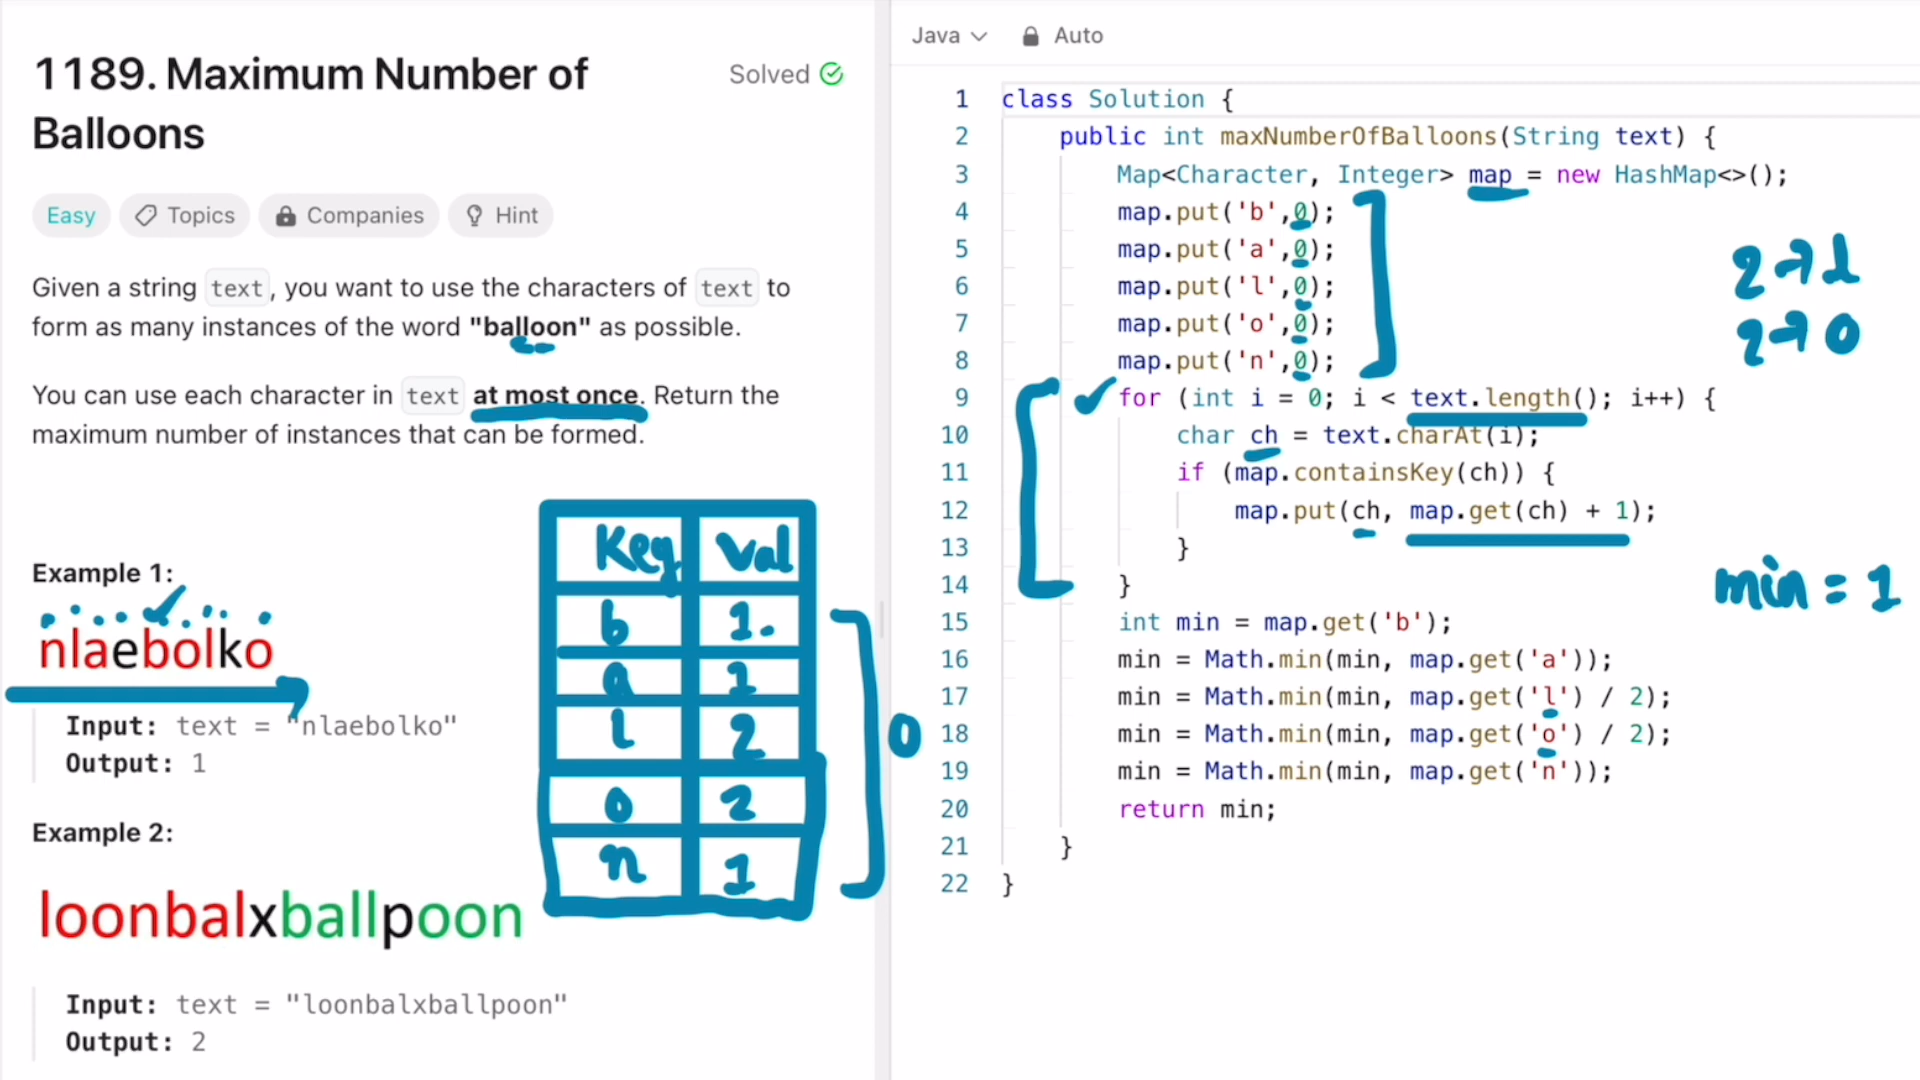 1189. Maximum Number of
Balloons
Solved
Easy
Topics
Companies
Hint
Given a string text, you want to use the characters of text to
form as many instances of the word "balloon" as possible.
You can use each character in text at most once. Return the
maximum number of instances that can be formed.
Example 1:
nlaebolko
Input: text = "nlaebolko"
Output: 1
Example 2:
loonbalxballpoon
Input: text = "loonbalxballpoon"
Output: 2
Key Val
b 1
a 1
l 2
o 2
n 1
0
Java
Auto
1 class Solution {
2 public int maxNumberOfBalloons(String text) {
3 Map<Character, Integer> map = new HashMap<>();
4 map.put('b',0);
5 map.put('a',0);
6 map.put('l',0);
7 map.put('o',0);
8 map.put('n',0);
9 for (int i = 0; i < text.length(); i++) {
10 char ch = text.charAt(i);
11 if (map.containsKey(ch)) {
12 map.put(ch, map.get(ch) + 1);
13 }
14 }
15 int min = map.get('b');
16 min = Math.min(min, map.get('a'));
17 min = Math.min(min, map.get('l') / 2);
18 min = Math.min(min, map.get('o') / 2);
19 min = Math.min(min, map.get('n'));
20 return min;
21 }
22 }
2→l
2→o
min = 1